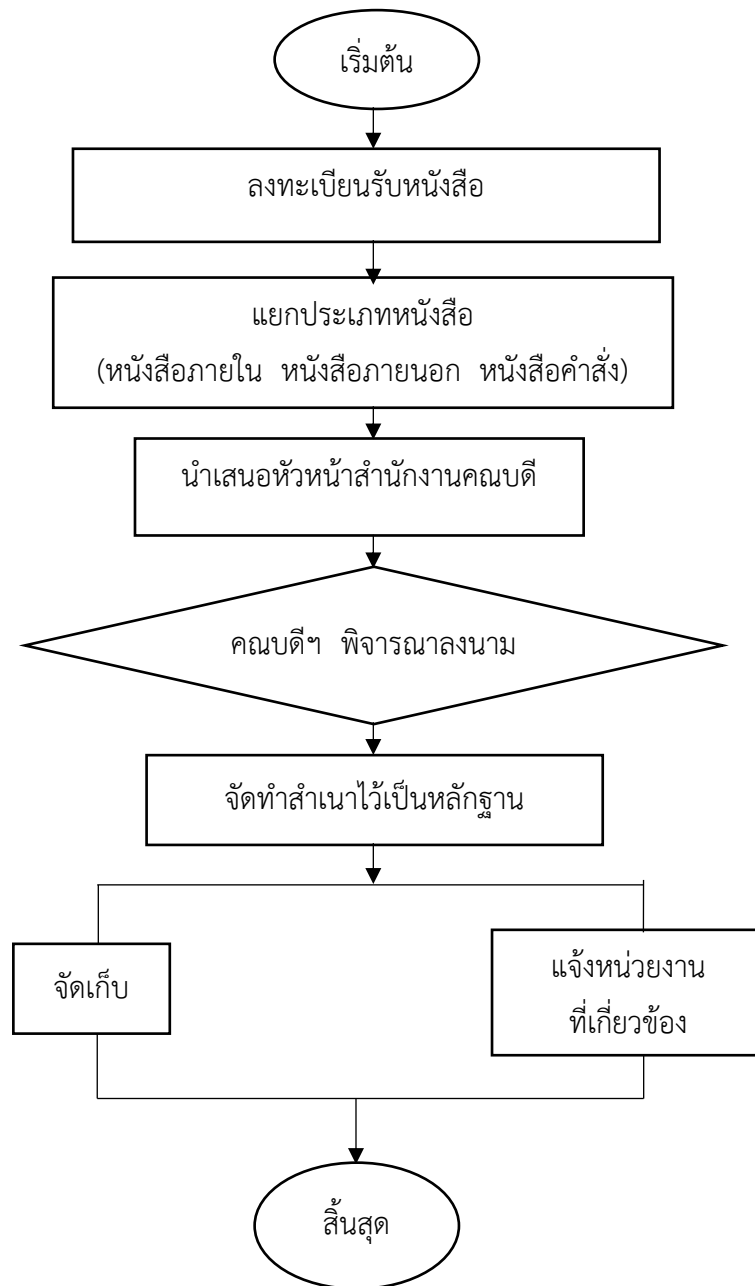 เริ่มต้น
ลงทะเบียนรับหนังสือ
แยกประเภทหนังสือ
(หนังสือภายใน หนังสือภายนอก หนังสือคำสั่ง)
นำเสนอหัวหน้าสำนักงานคณบดี
คณบดีฯ พิจารณาลงนาม
จัดทำสำเนาไว้เป็นหลักฐาน
จัดเก็บ
แจ้งหน่วยงาน
ที่เกี่ยวข้อง
สิ้นสุด